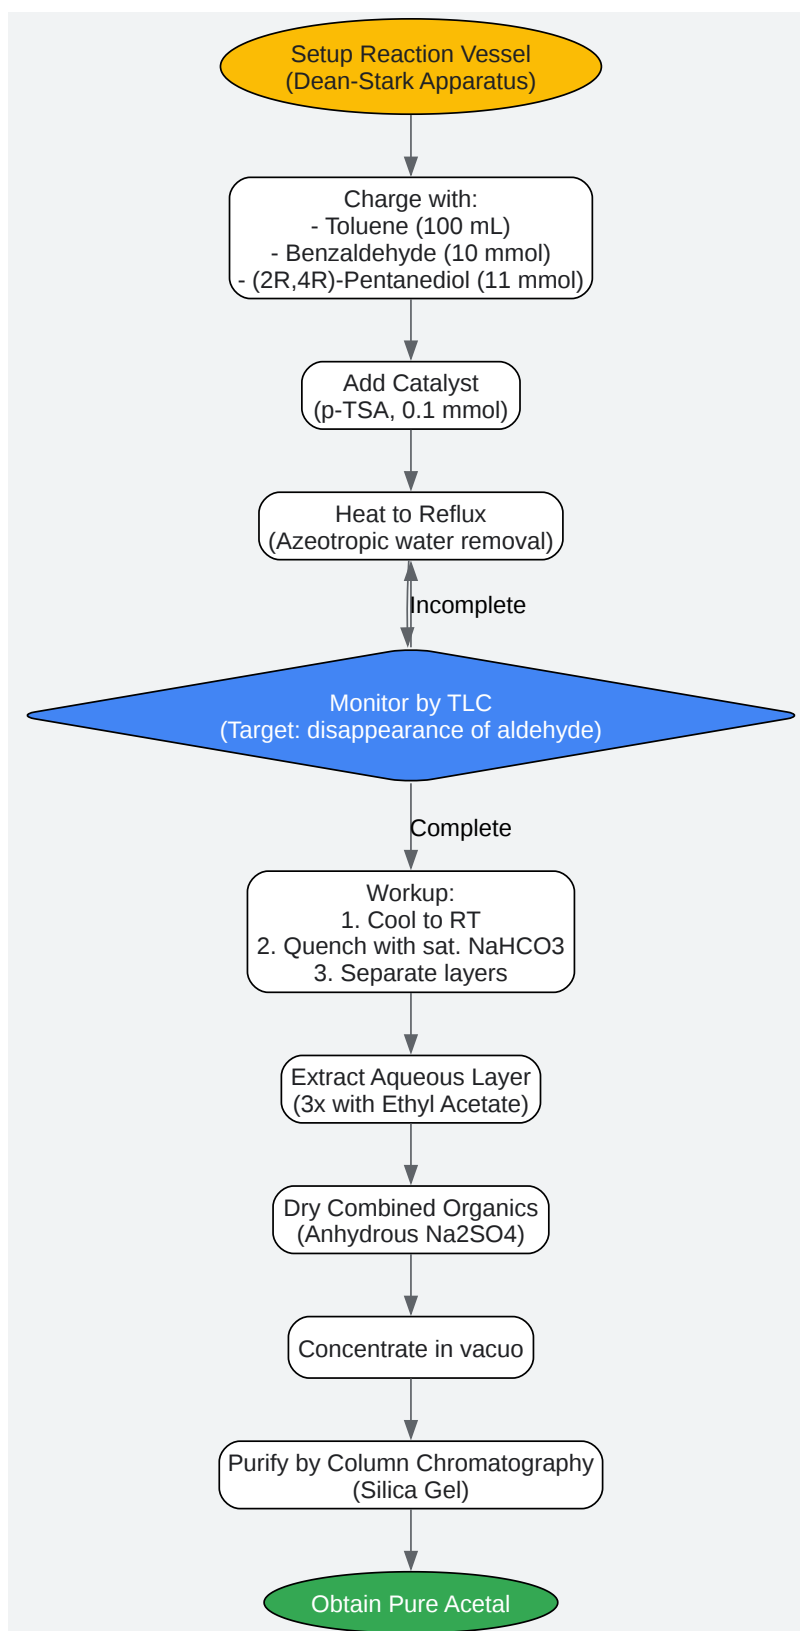 Setup Reaction Vessel
(Dean-Stark Apparatus)
Charge with:
- Toluene (100 mL)
- Benzaldehyde (10 mmol)
- (2R,4R)-Pentanediol (11 mmol)
Add Catalyst
(p-TSA, 0.1 mmol)
Heat to Reflux
(Azeotropic water removal)
Incomplete
Monitor by TLC
(Target: disappearance of aldehyde)
Complete
Workup:
1. Cool to RT
2. Quench with sat. NaHCO3
3. Separate layers
Extract Aqueous Layer
(3x with Ethyl Acetate)
Dry Combined Organics
(Anhydrous Na2SO4)
Concentrate in vacuo
Purify by Column Chromatography
(Silica Gel)
Obtain Pure Acetal